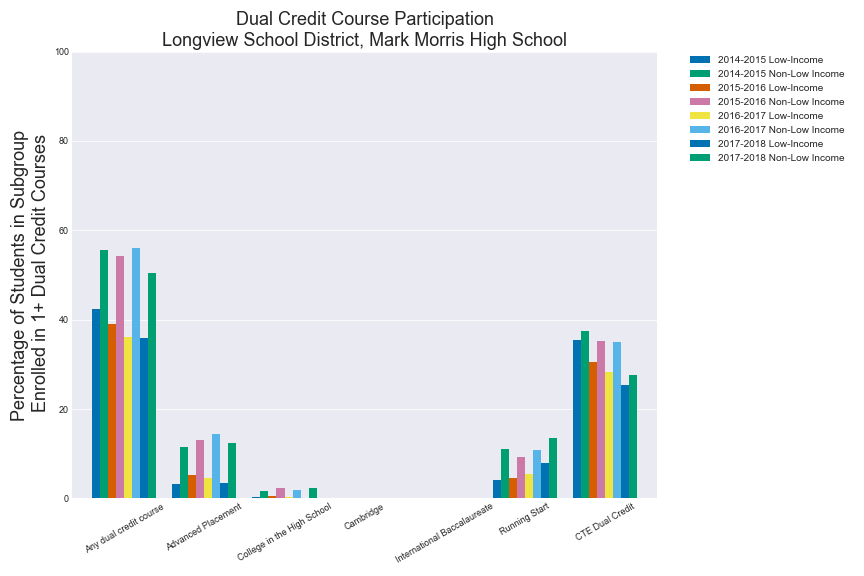 Dual Credit Course Participation
Longview School District, Mark Morris High School
Percentage of Students in Subgroup
Enrolled in 1+ Dual Credit Courses
100
80
60
40
20
0
Any dual credit course
Advanced Placement
College in the High School
Cambridge
International Baccalaureate
Running Start
CTE Dual Credit
2014-2015 Low-Income
2014-2015 Non-Low Income
2015-2016 Low-Income
2015-2016 Non-Low Income
2016-2017 Low-Income
2016-2017 Non-Low Income
2017-2018 Low-Income
2017-2018 Non-Low Income